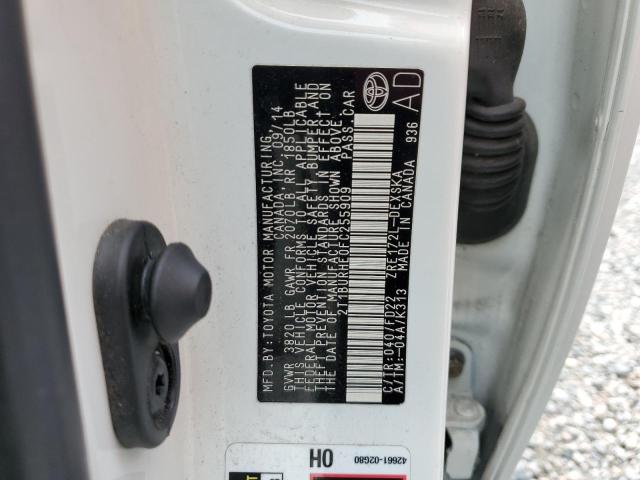 MFD.BY:TOYOTA MOTOR MANUFACTURING,
CANADA, INC. 09/14
GVWR 3820LB GAWR FR 2070LB,RR 1850LB
THIS VEHICLE CONFORMS TO ALL APPLICABLE
FEDERAL MOTOR VEHICLE SAFETY, BUMPER,AND
THEFT PREVENTION STANDARDS IN EFFECT ON
THE DATE OF MANUFACTURE SHOWN ABOVE.
2T1BURHE0FC255909 PASS.CAR
C/TR:040/FD22 ZRE172L-DEXSKA
A/TM:-04A/K313 MADE IN CANADA 936
AD
42661-02G80
HO